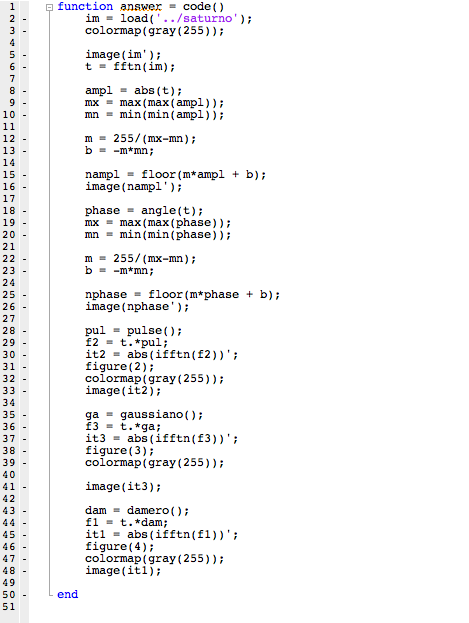 1 function answer = code()
2 - im = load('../saturno');
3 - colormap(gray(255));
4
5 - image(im');
6 - t = fftn(im);
7
8 - ampl = abs(t);
9 - mx = max(max(ampl));
10 - mn = min(min(ampl));
11
12 - m = 255/(mx-mn);
13 - b = -m*mn;
14
15 - nampl = floor(m*ampl + b);
16 - image(nampl');
17
18 - phase = angle(t);
19 - mx = max(max(phase));
20 - mn = min(min(phase));
21
22 - m = 255/(mx-mn);
23 - b = -m*mn;
24
25 - nphase = floor(m*phase + b);
26 - image(nphase');
27
28 - pul = pulse();
29 - f2 = t.*pul;
30 - it2 = abs(ifftn(f2))';
31 - figure(2);
32 - colormap(gray(255));
33 - image(it2);
34
35 - ga = gaussiano();
36 - f3 = t.*ga;
37 - it3 = abs(ifftn(f3))';
38 - figure(3);
39 - colormap(gray(255));
40
41 - image(it3);
42
43 - dam = damero();
44 - f1 = t.*dam;
45 - it1 = abs(ifftn(f1))';
46 - figure(4);
47 - colormap(gray(255));
48 - image(it1);
49
50 - end
51